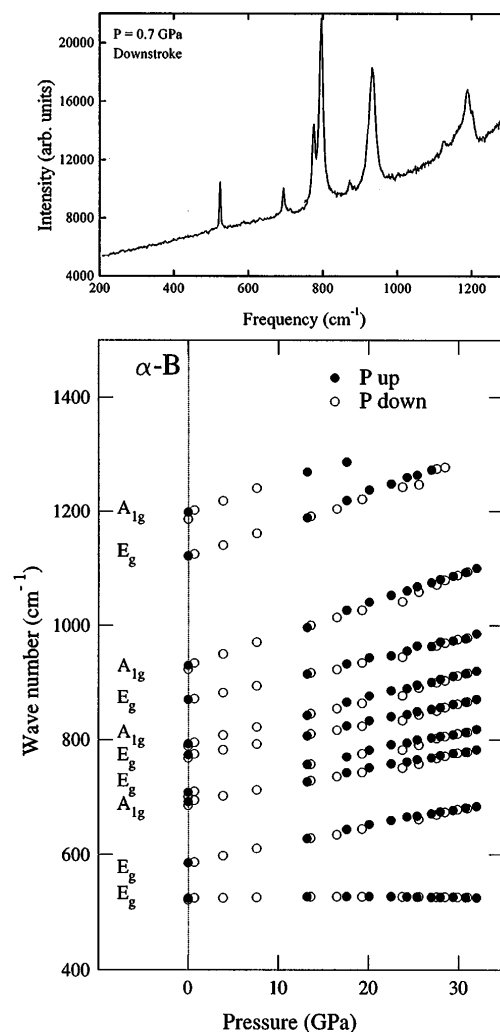 20000
16000
12000
8000
4000
Intensity (arb. units)
P = 0.7 GPa
Downstroke
200 400 600 800 1000 1200
Frequency (cm⁻¹)
α-B
● P up
○ P down
1400
1200
1000
800
600
400
Wave number (cm⁻¹)
A₁g
Eg
A₁g
Eg
A₁g
Eg
Eg
A₁g
Eg
Eg
0 10 20 30
Pressure (GPa)